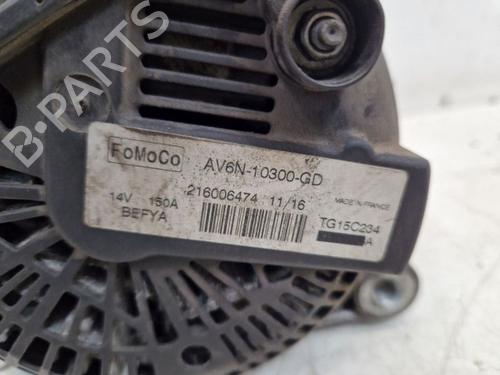 B-PARTS
FoMoCo
AV6N-10300-GD
14V 150A
216006474 11/16
MADE IN FRANCE
BEFYA
TG15C234
A